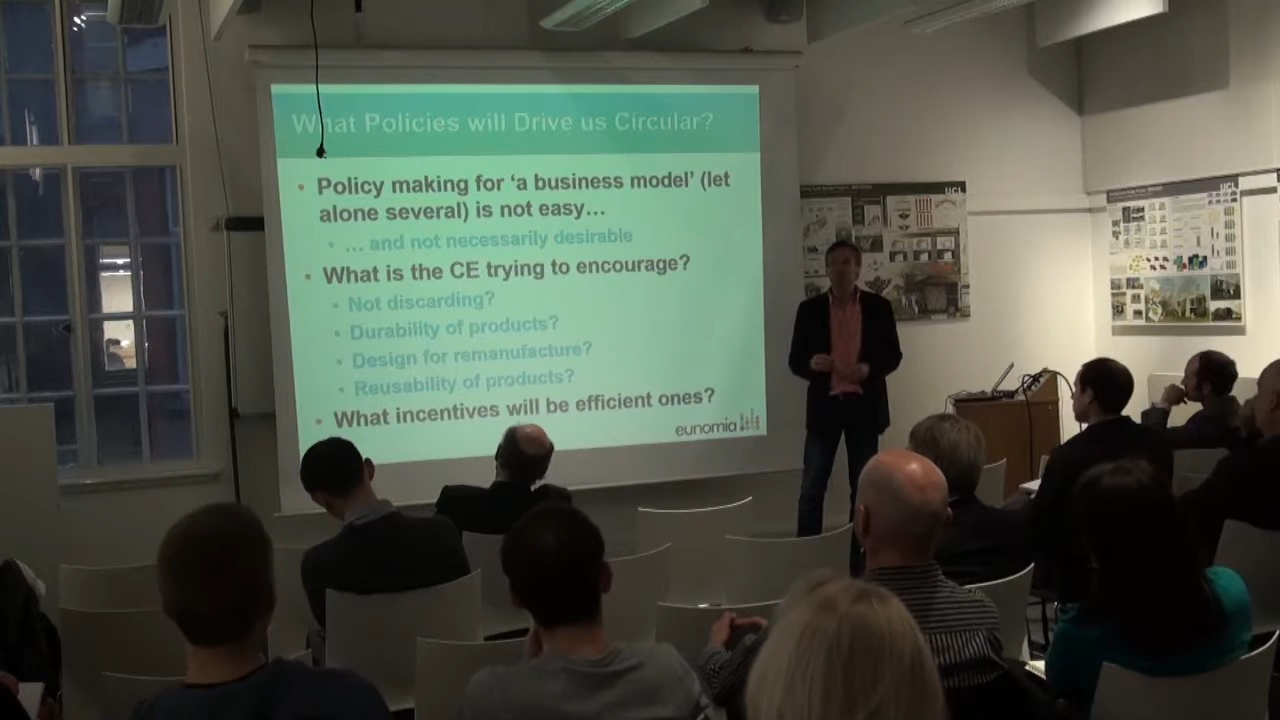 What Policies will Drive us Circular?
• Policy making for ‘a business model’ (let
alone several) is not easy…
• … and not necessarily desirable
• What is the CE trying to encourage?
• Not discarding?
• Durability of products?
• Design for remanufacture?
• Reusability of products?
• What incentives will be efficient ones?
eunomia
UCL
UCL